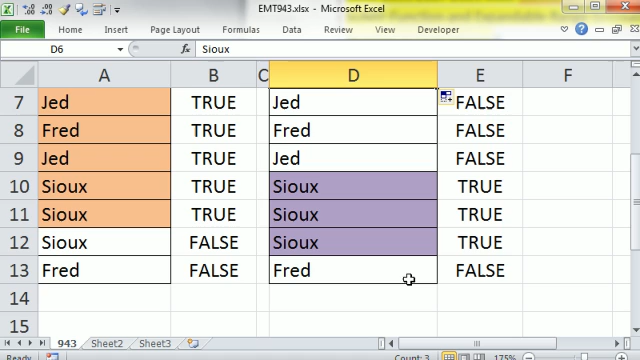 EMT943.xlsx - Microsoft Excel
File Home Insert Page Layout Formulas Data Review View Developer
D6 fx Sioux
A B C D E F
7 Jed TRUE Jed FALSE
8 Fred TRUE Fred FALSE
9 Jed TRUE Jed FALSE
10 Sioux TRUE Sioux TRUE
11 Sioux TRUE Sioux TRUE
12 Sioux FALSE Sioux TRUE
13 Fred FALSE Fred FALSE
14
15
943 Sheet2 Sheet3
Ready Count: 3 175%